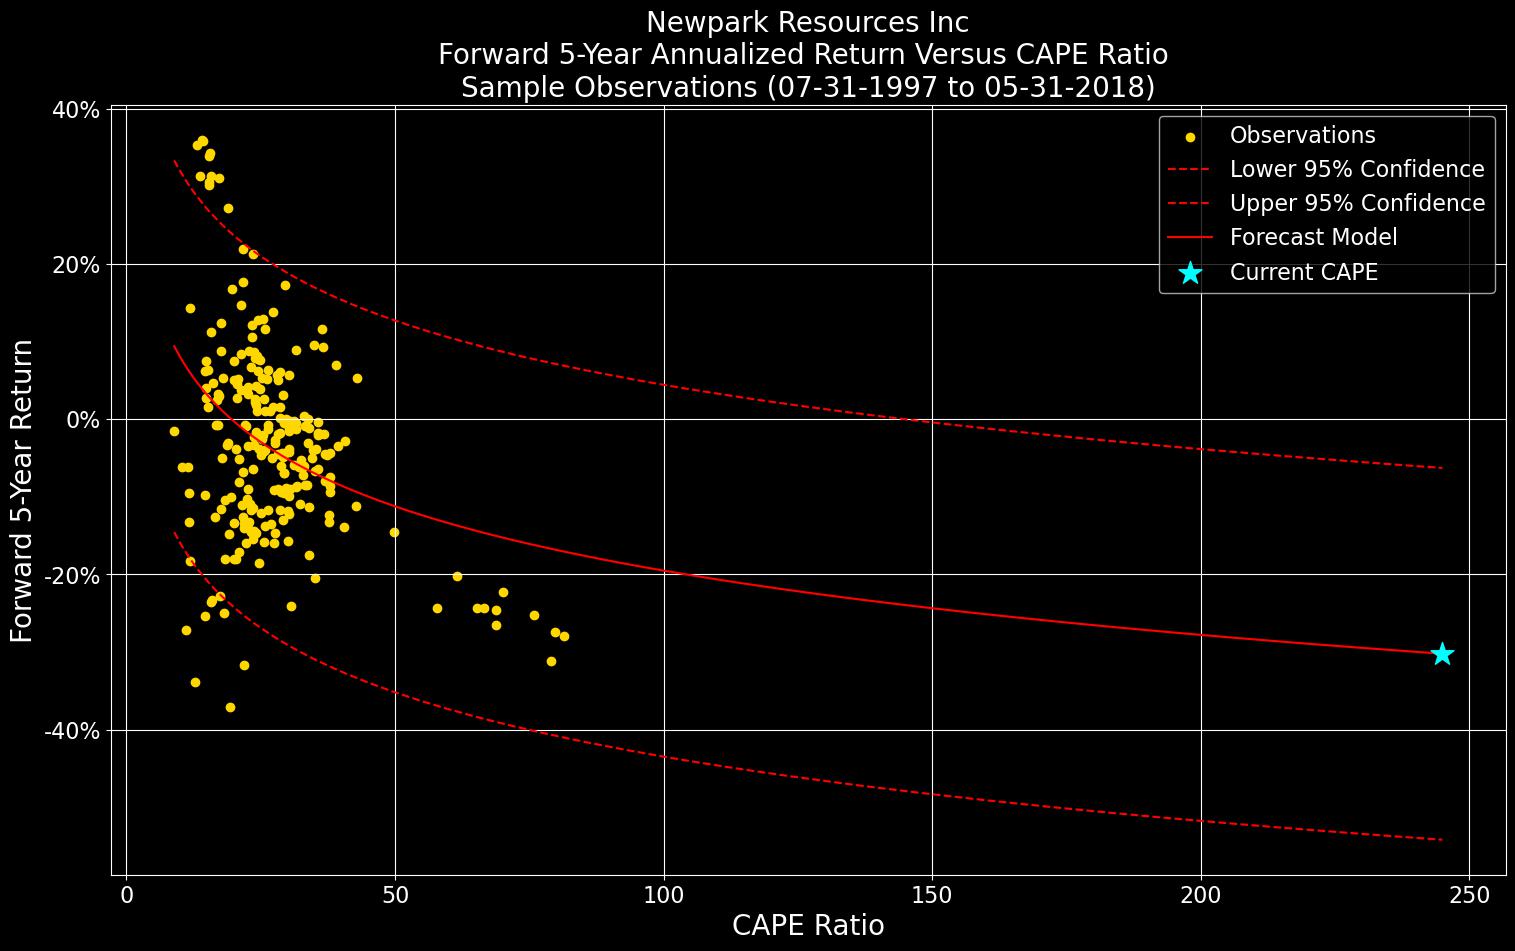 Newpark Resources Inc
Forward 5-Year Annualized Return Versus CAPE Ratio
Sample Observations (07-31-1997 to 05-31-2018)
Observations
Lower 95% Confidence
Upper 95% Confidence
Forecast Model
Current CAPE
Forward 5-Year Return
40%
20%
0%
-20%
-40%
0 50 100 150 200 250
CAPE Ratio